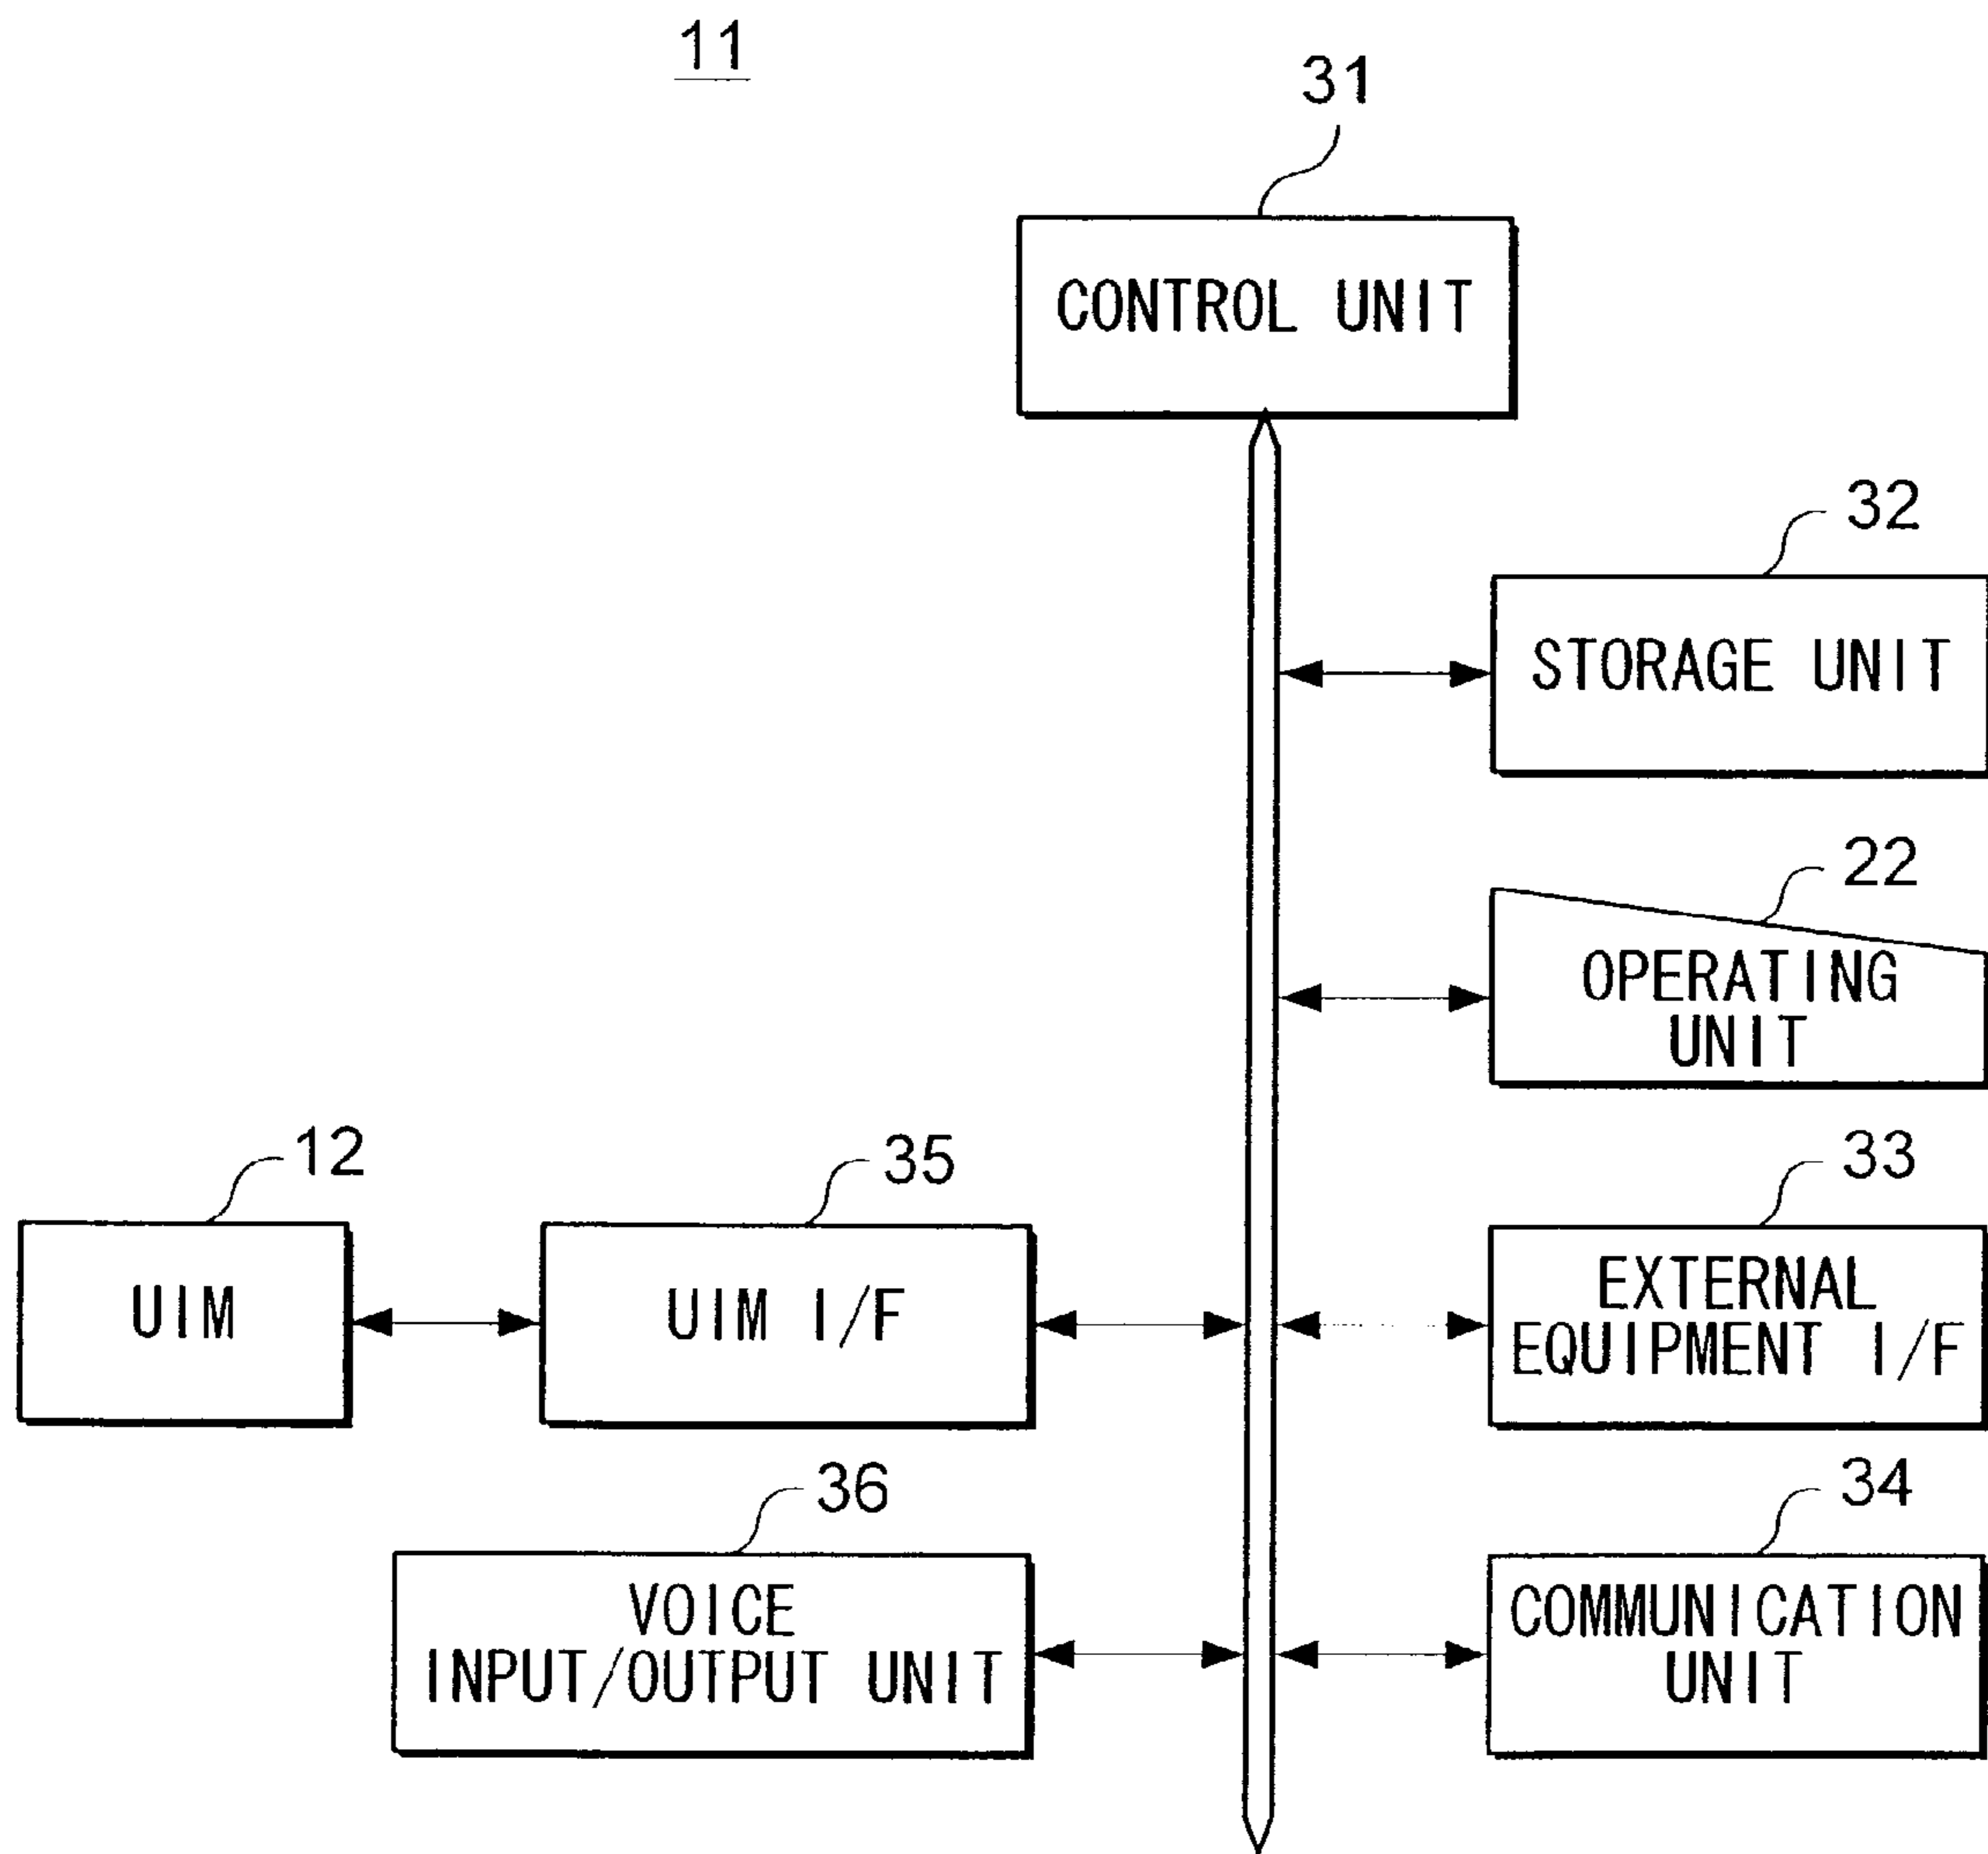 11
31
CONTROL UNIT
32
STORAGE UNIT
22
OPERATING
UNIT
12
UIM
35
UIM I/F
33
EXTERNAL
EQUIPMENT I/F
36
VOICE
INPUT/OUTPUT UNIT
34
COMMUNICATION
UNIT